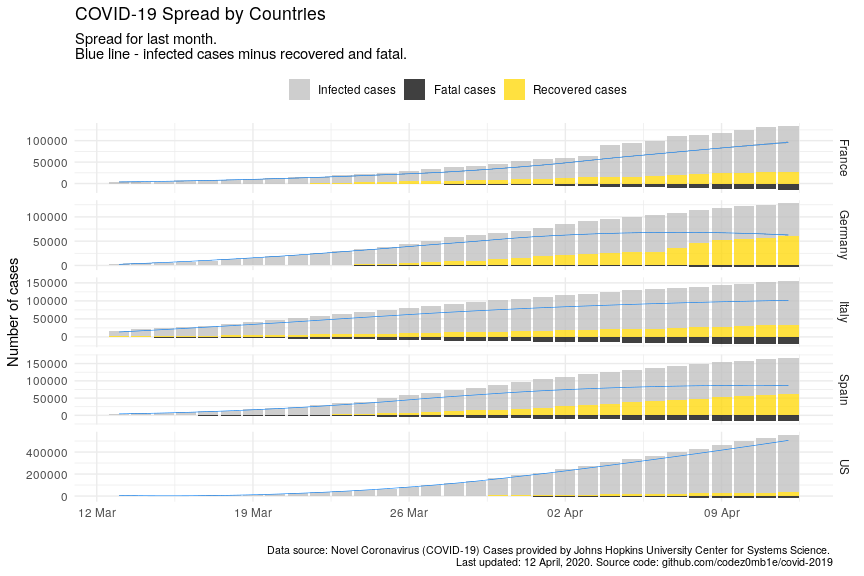 COVID-19 Spread by Countries
Spread for last month.
Blue line - infected cases minus recovered and fatal.
Infected cases
Fatal cases
Recovered cases
Number of cases
100000
50000
0
France
100000
50000
0
Germany
150000
100000
50000
0
Italy
150000
100000
50000
0
Spain
400000
200000
0
US
12 Mar
19 Mar
26 Mar
02 Apr
09 Apr
Data source: Novel Coronavirus (COVID-19) Cases provided by Johns Hopkins University Center for Systems Science.
Last updated: 12 April, 2020. Source code: github.com/codez0mb1e/covid-2019